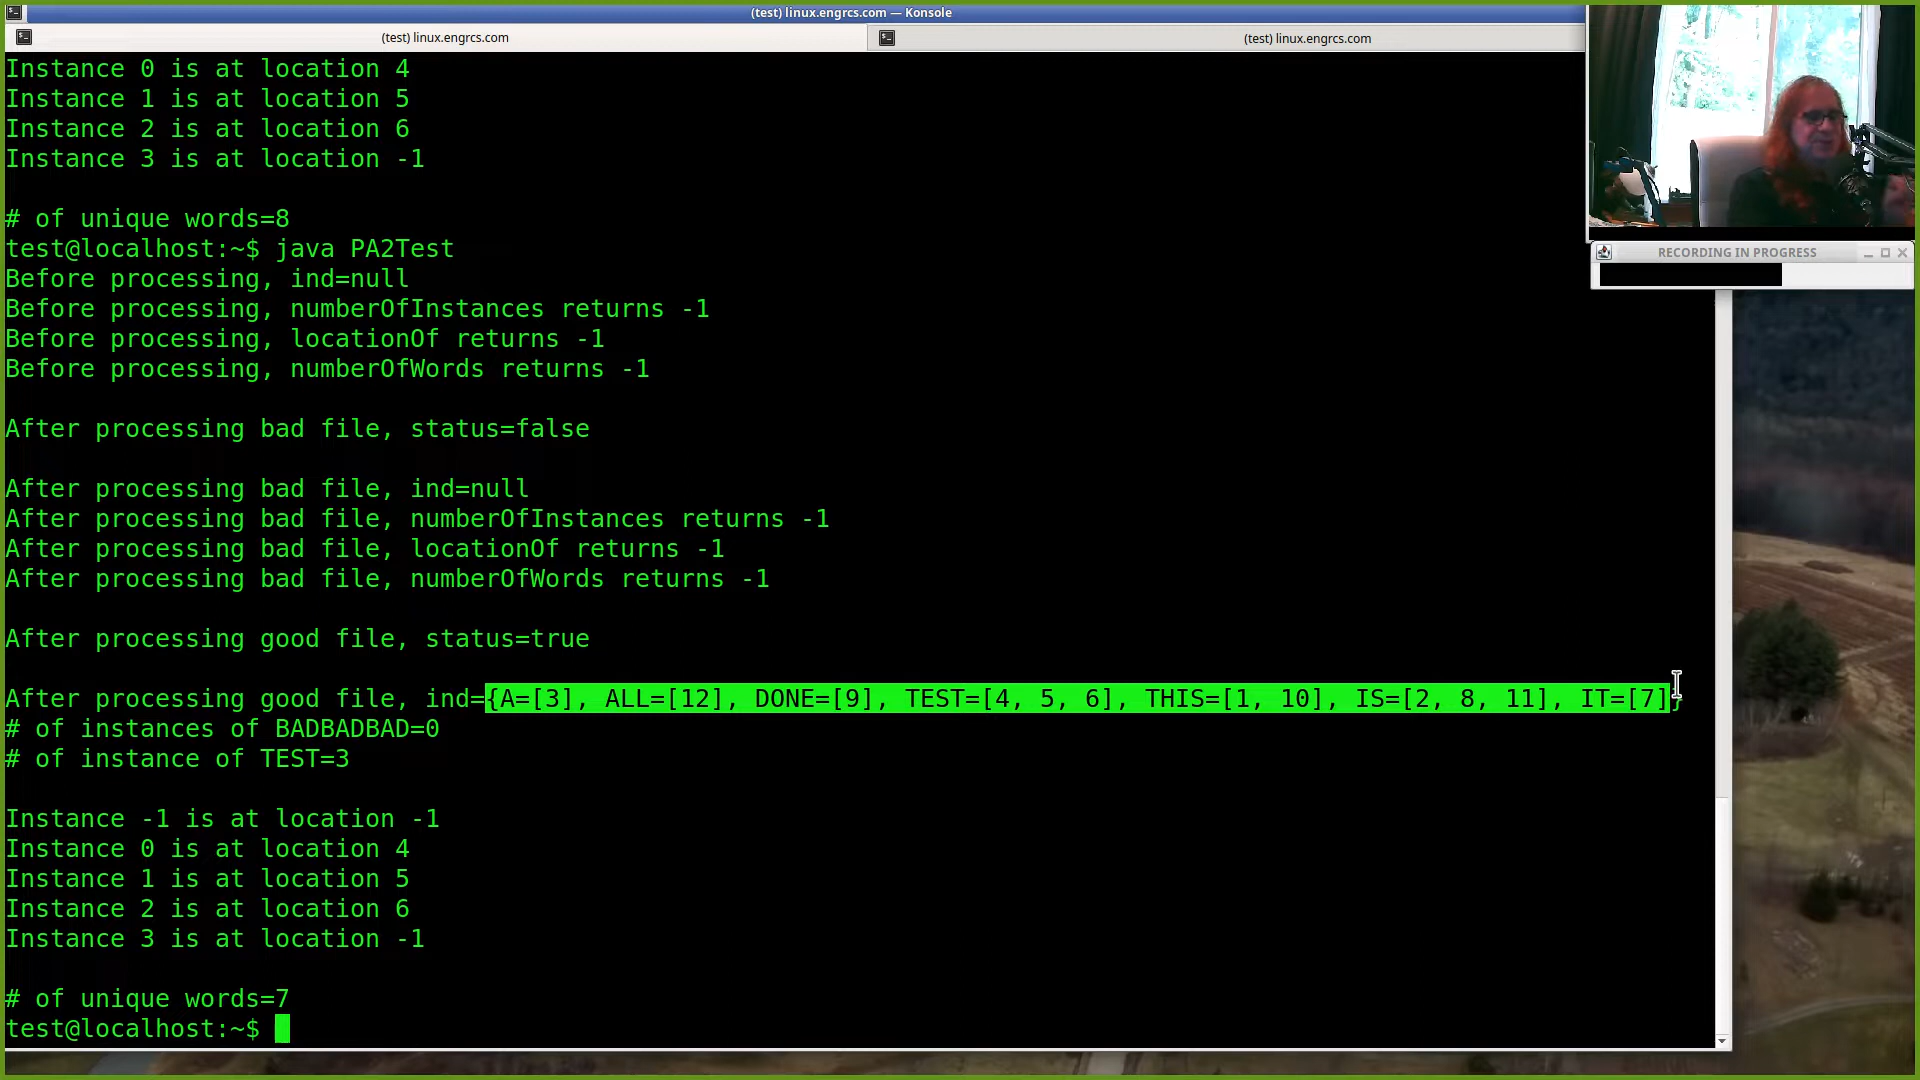 (test) linux.engrcs.com — Konsole
(test) linux.engrcs.com
(test) linux.engrcs.com
RECORDING IN PROGRESS
Instance 0 is at location 4
Instance 1 is at location 5
Instance 2 is at location 6
Instance 3 is at location -1
# of unique words=8
test@localhost:~$ java PA2Test
Before processing, ind=null
Before processing, numberOfInstances returns -1
Before processing, locationOf returns -1
Before processing, numberOfWords returns -1
After processing bad file, status=false
After processing bad file, ind=null
After processing bad file, numberOfInstances returns -1
After processing bad file, locationOf returns -1
After processing bad file, numberOfWords returns -1
After processing good file, status=true
After processing good file, ind={A=[3], ALL=[12], DONE=[9], TEST=[4, 5, 6], THIS=[1, 10], IS=[2, 8, 11], IT=[7]}
# of instances of BADBADBAD=0
# of instance of TEST=3
Instance -1 is at location -1
Instance 0 is at location 4
Instance 1 is at location 5
Instance 2 is at location 6
Instance 3 is at location -1
# of unique words=7
test@localhost:~$